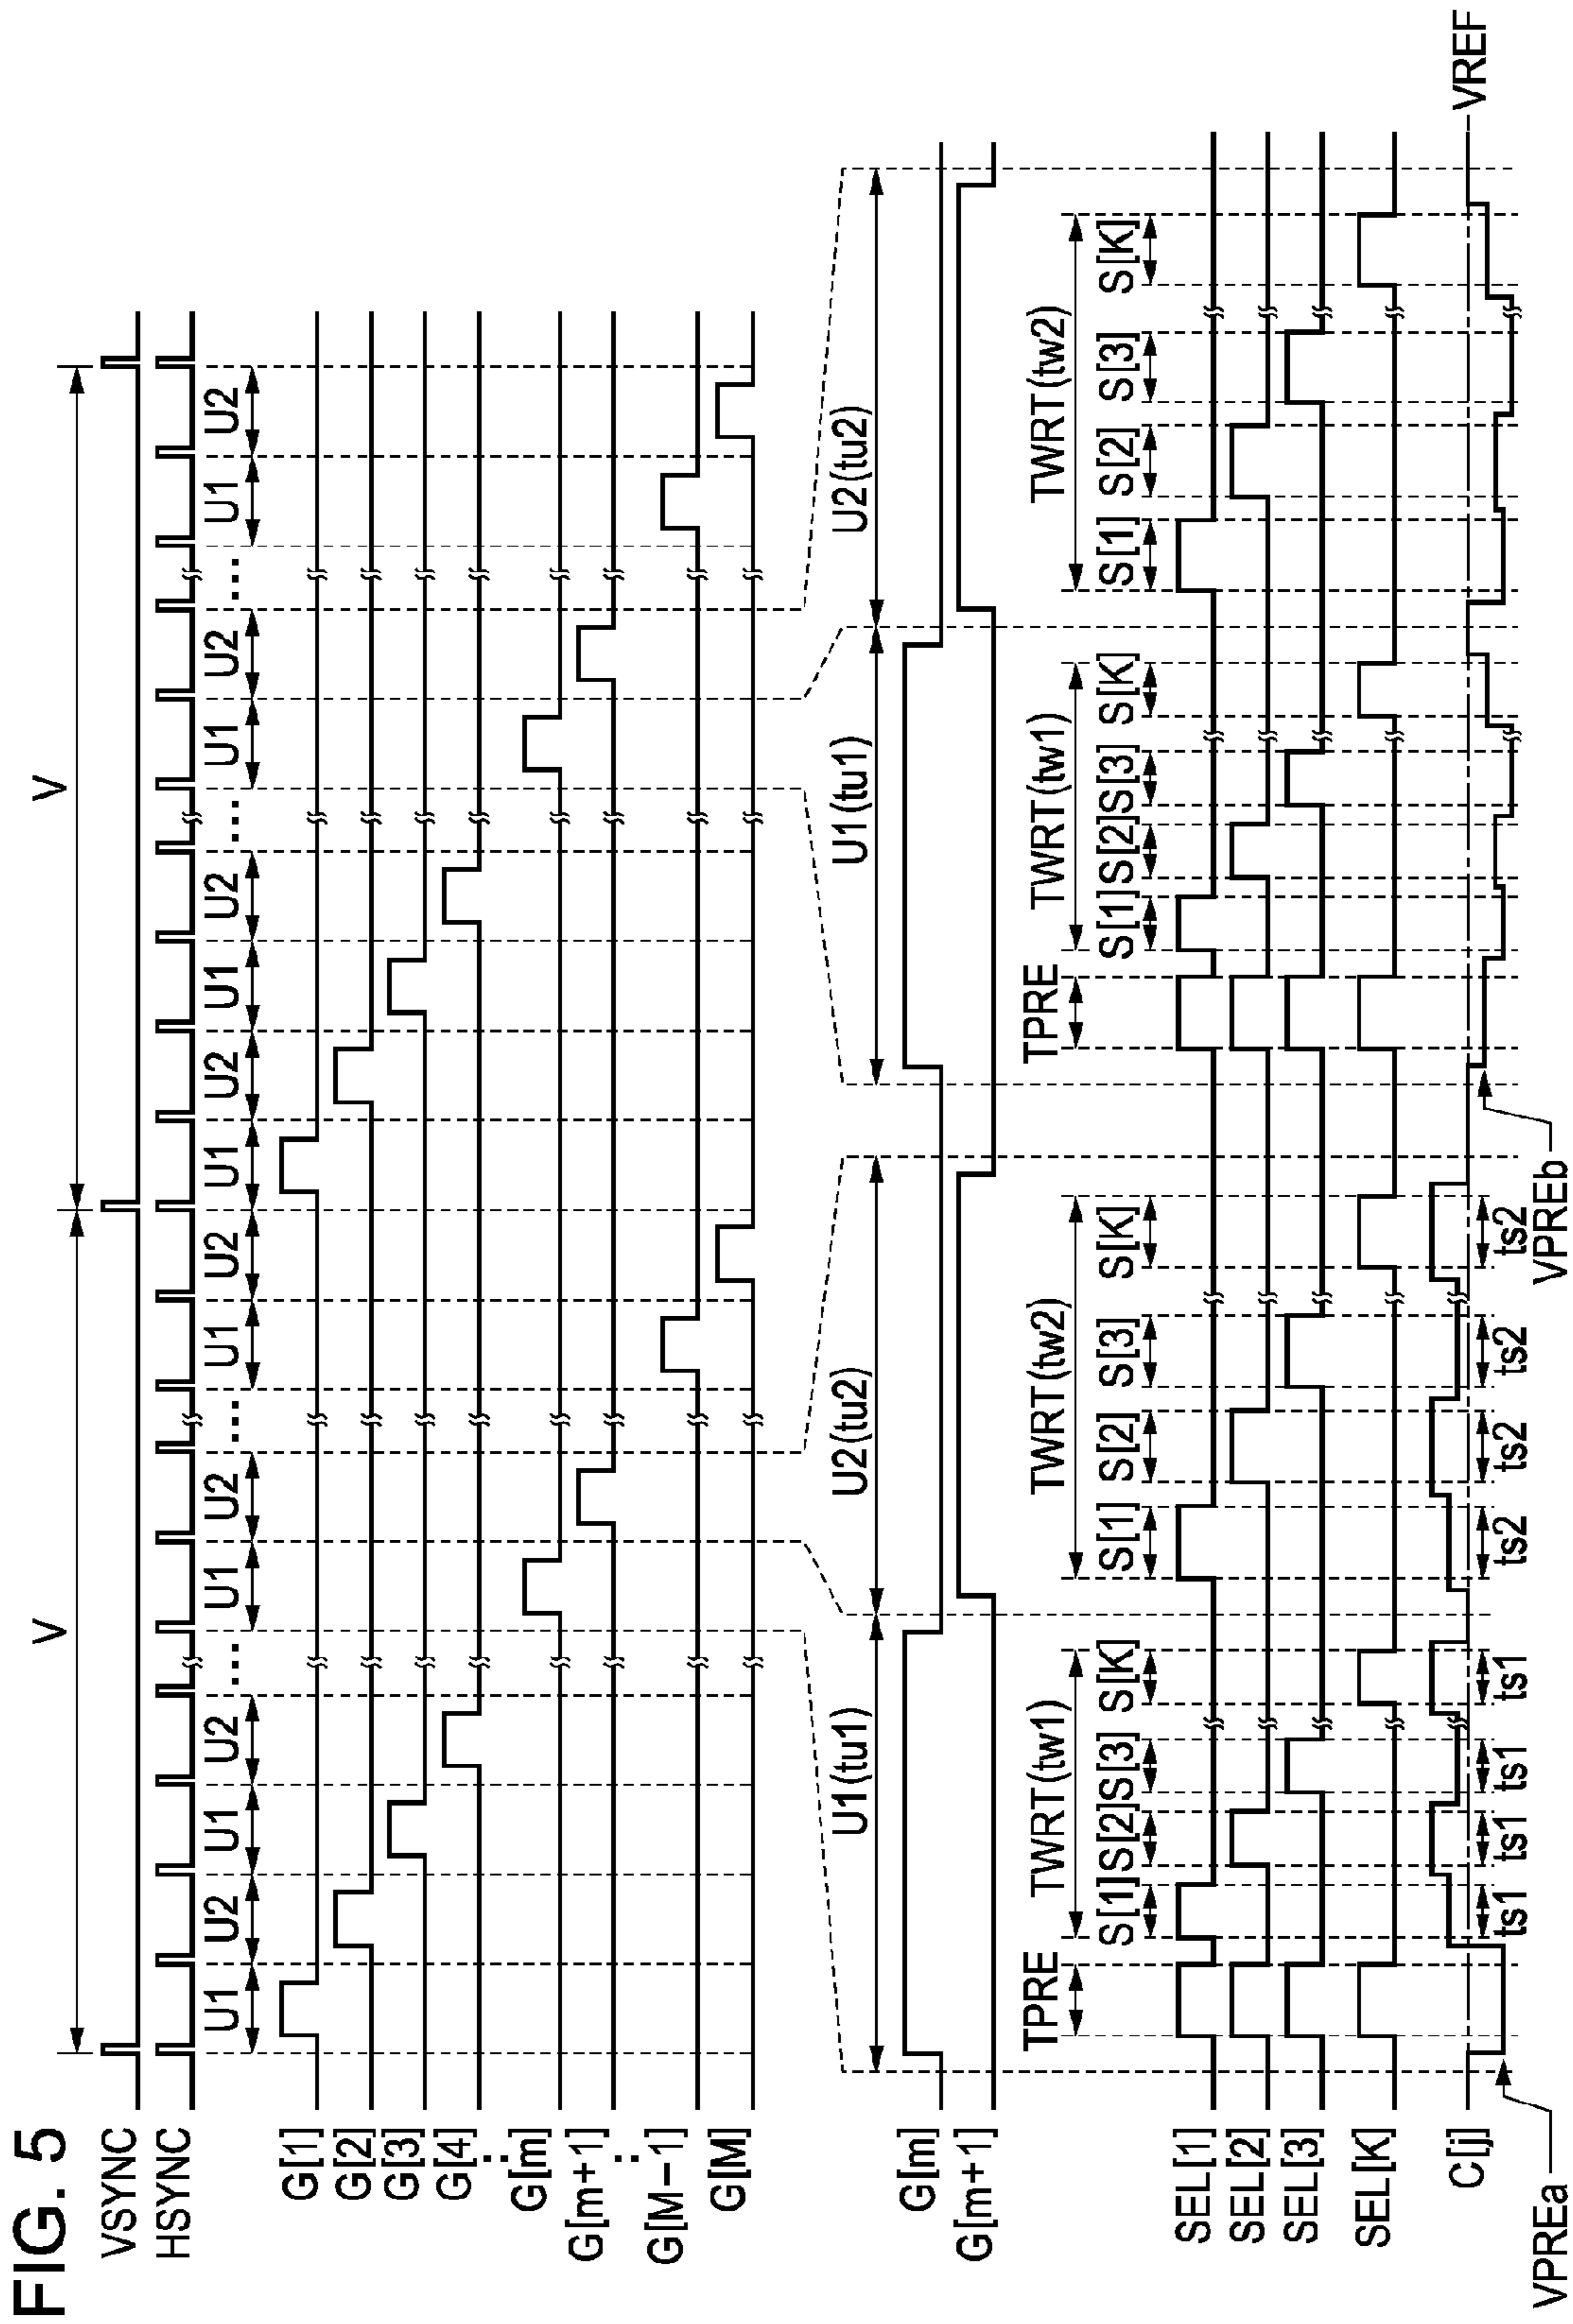 FIG. 5
V V
VSYNC
HSYNC
U1 U2 U1 U2 ... U1 U2 ... U1 U2 U1 U2 U1 U2 ... U1 U2 ... U1 U2
G[1]
G[2]
G[3]
G[4]
:
G[m]
G[m+1]
:
G[M−1]
G[M]
U1(tu1) U2(tu2) U1(tu1) U2(tu2)
G[m]
G[m+1]
TPRE TWRT(tw1) TWRT(tw2) TPRE TWRT(tw1) TWRT(tw2)
S[1] S[2] S[3] S[K] S[1] S[2] S[3] S[K] S[1] S[2] S[3] S[K] S[1] S[2] S[3] S[K]
SEL[1]
SEL[2]
SEL[3]
SEL[K]
C[j] VREF
ts1 ts1 ts1 ts1 ts2 ts2 ts2 ts2
VPREa VPREb